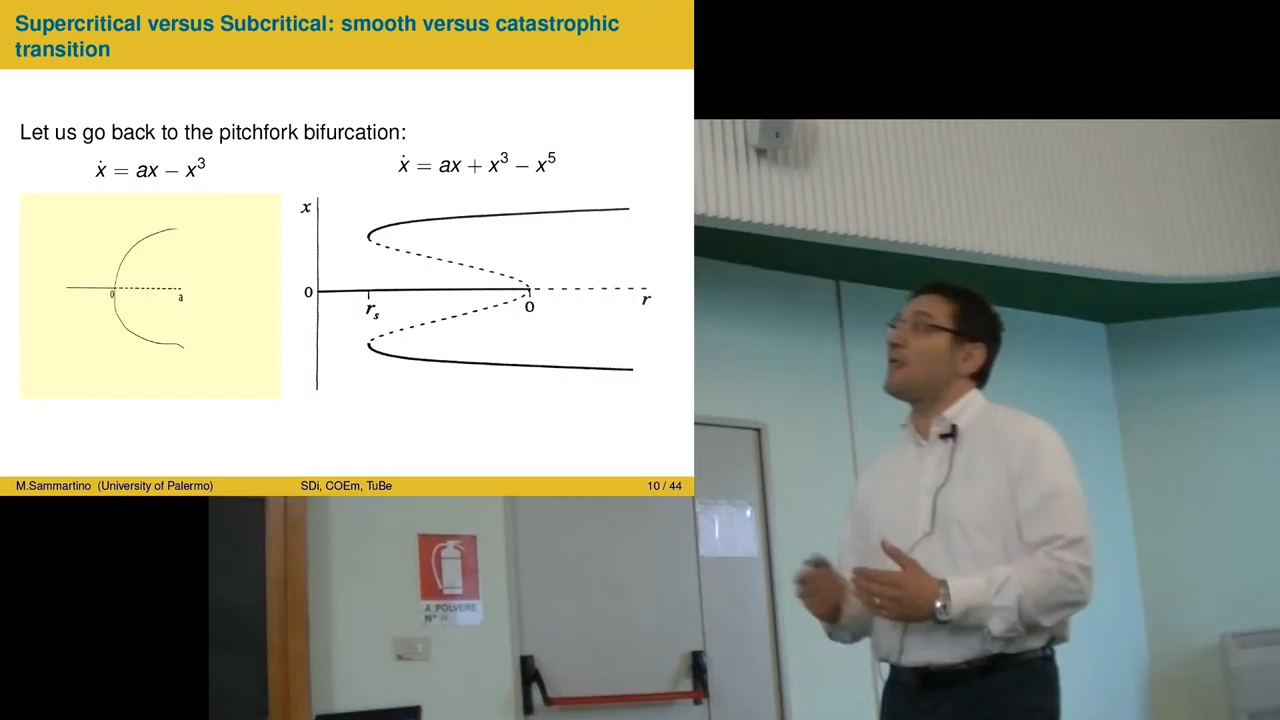 Supercritical versus Subcritical: smooth versus catastrophic
transition
Let us go back to the pitchfork bifurcation:
ẋ = ax − x³
ẋ = ax + x³ − x⁵
0
a
x
0
rₛ
0
r
M.Sammartino (University of Palermo)
SDi, COEm, TuBe
10 / 44
A POLVERE